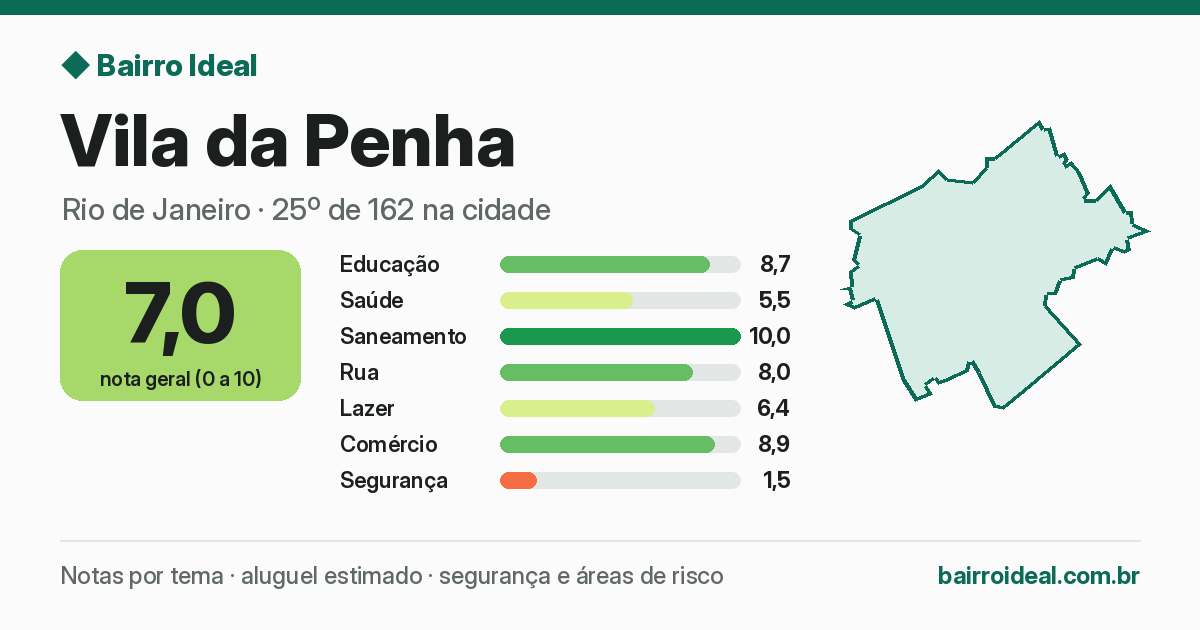 Bairro Ideal
Vila da Penha
Rio de Janeiro · 25º de 162 na cidade
7,0
nota geral (0 a 10)
Educação 8,7
Saúde 5,5
Saneamento 10,0
Rua 8,0
Lazer 6,4
Comércio 8,9
Segurança 1,5
Notas por tema · aluguel estimado · segurança e áreas de risco
bairroideal.com.br